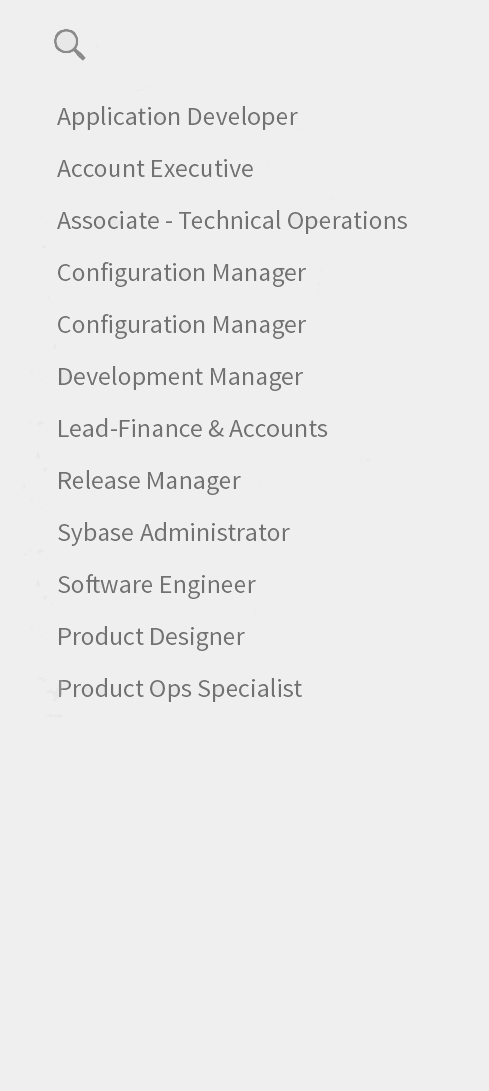 Application Developer
Account Executive
Associate - Technical Operations
Configuration Manager
Configuration Manager
Development Manager
Lead-Finance & Accounts
Release Manager
Sybase Administrator
Software Engineer
Product Designer
Product Ops Specialist